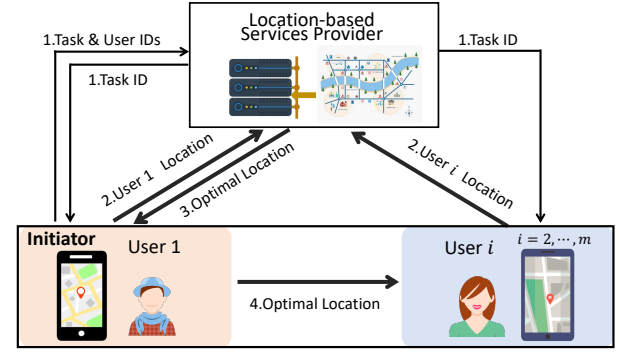 Location-based
Services Provider
1.Task & User IDs
1.Task ID
1.Task ID
2.User 1 Location
3.Optimal Location
2.User i Location
Initiator
User 1
User i
i = 2, ⋯, m
4.Optimal Location